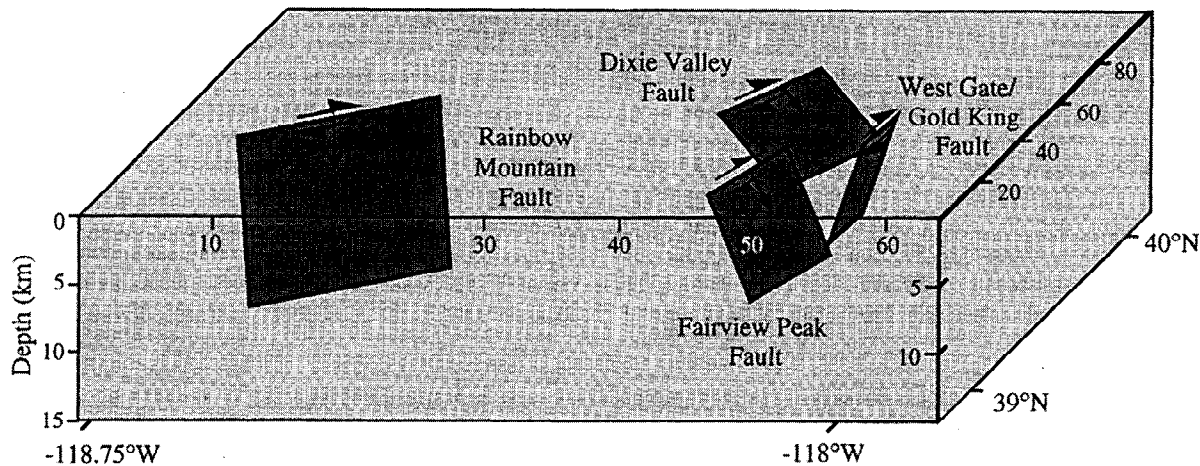 Dixie Valley
Fault
West Gate/
Gold King
Fault
Rainbow
Mountain
Fault
80
60
40
20
0
10
30
40
50
60
5
10
15
5
10
Depth (km)
Fairview Peak
Fault
40°N
39°N
-118.75°W
-118°W